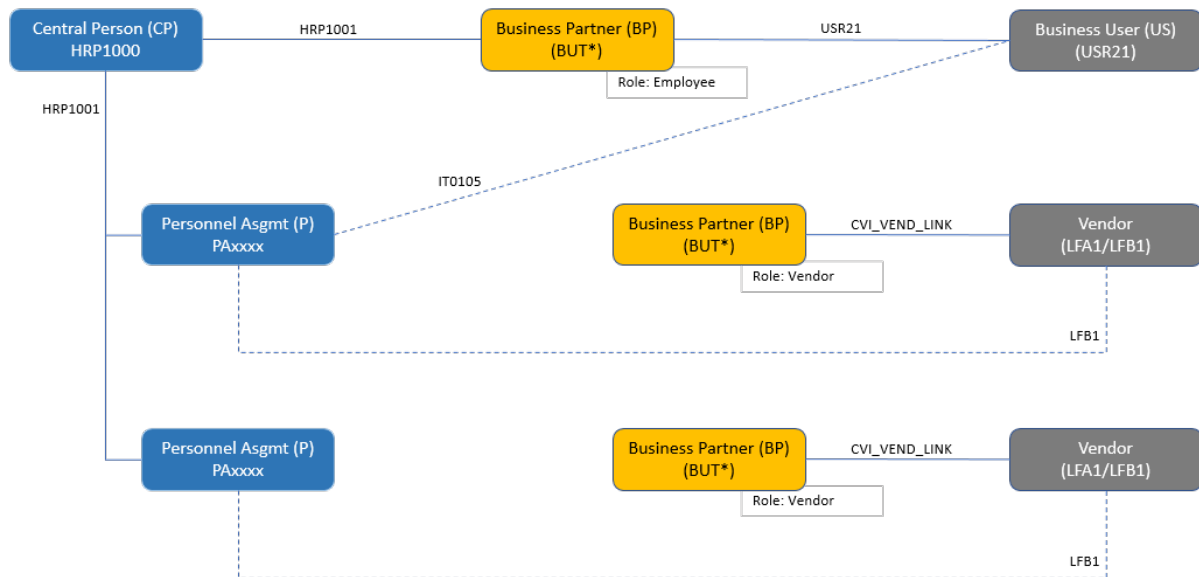 Central Person (CP)
HRP1000
HRP1001
Business Partner (BP)
(BUT*)
USR21
Business User (US)
(USR21)
Role: Employee
HRP1001
IT0105
Personnel Asgmt (P)
PAxxxx
Business Partner (BP)
(BUT*)
CVI_VEND_LINK
Vendor
(LFA1/LFB1)
Role: Vendor
LFB1
Personnel Asgmt (P)
PAxxxx
Business Partner (BP)
(BUT*)
CVI_VEND_LINK
Vendor
(LFA1/LFB1)
Role: Vendor
LFB1